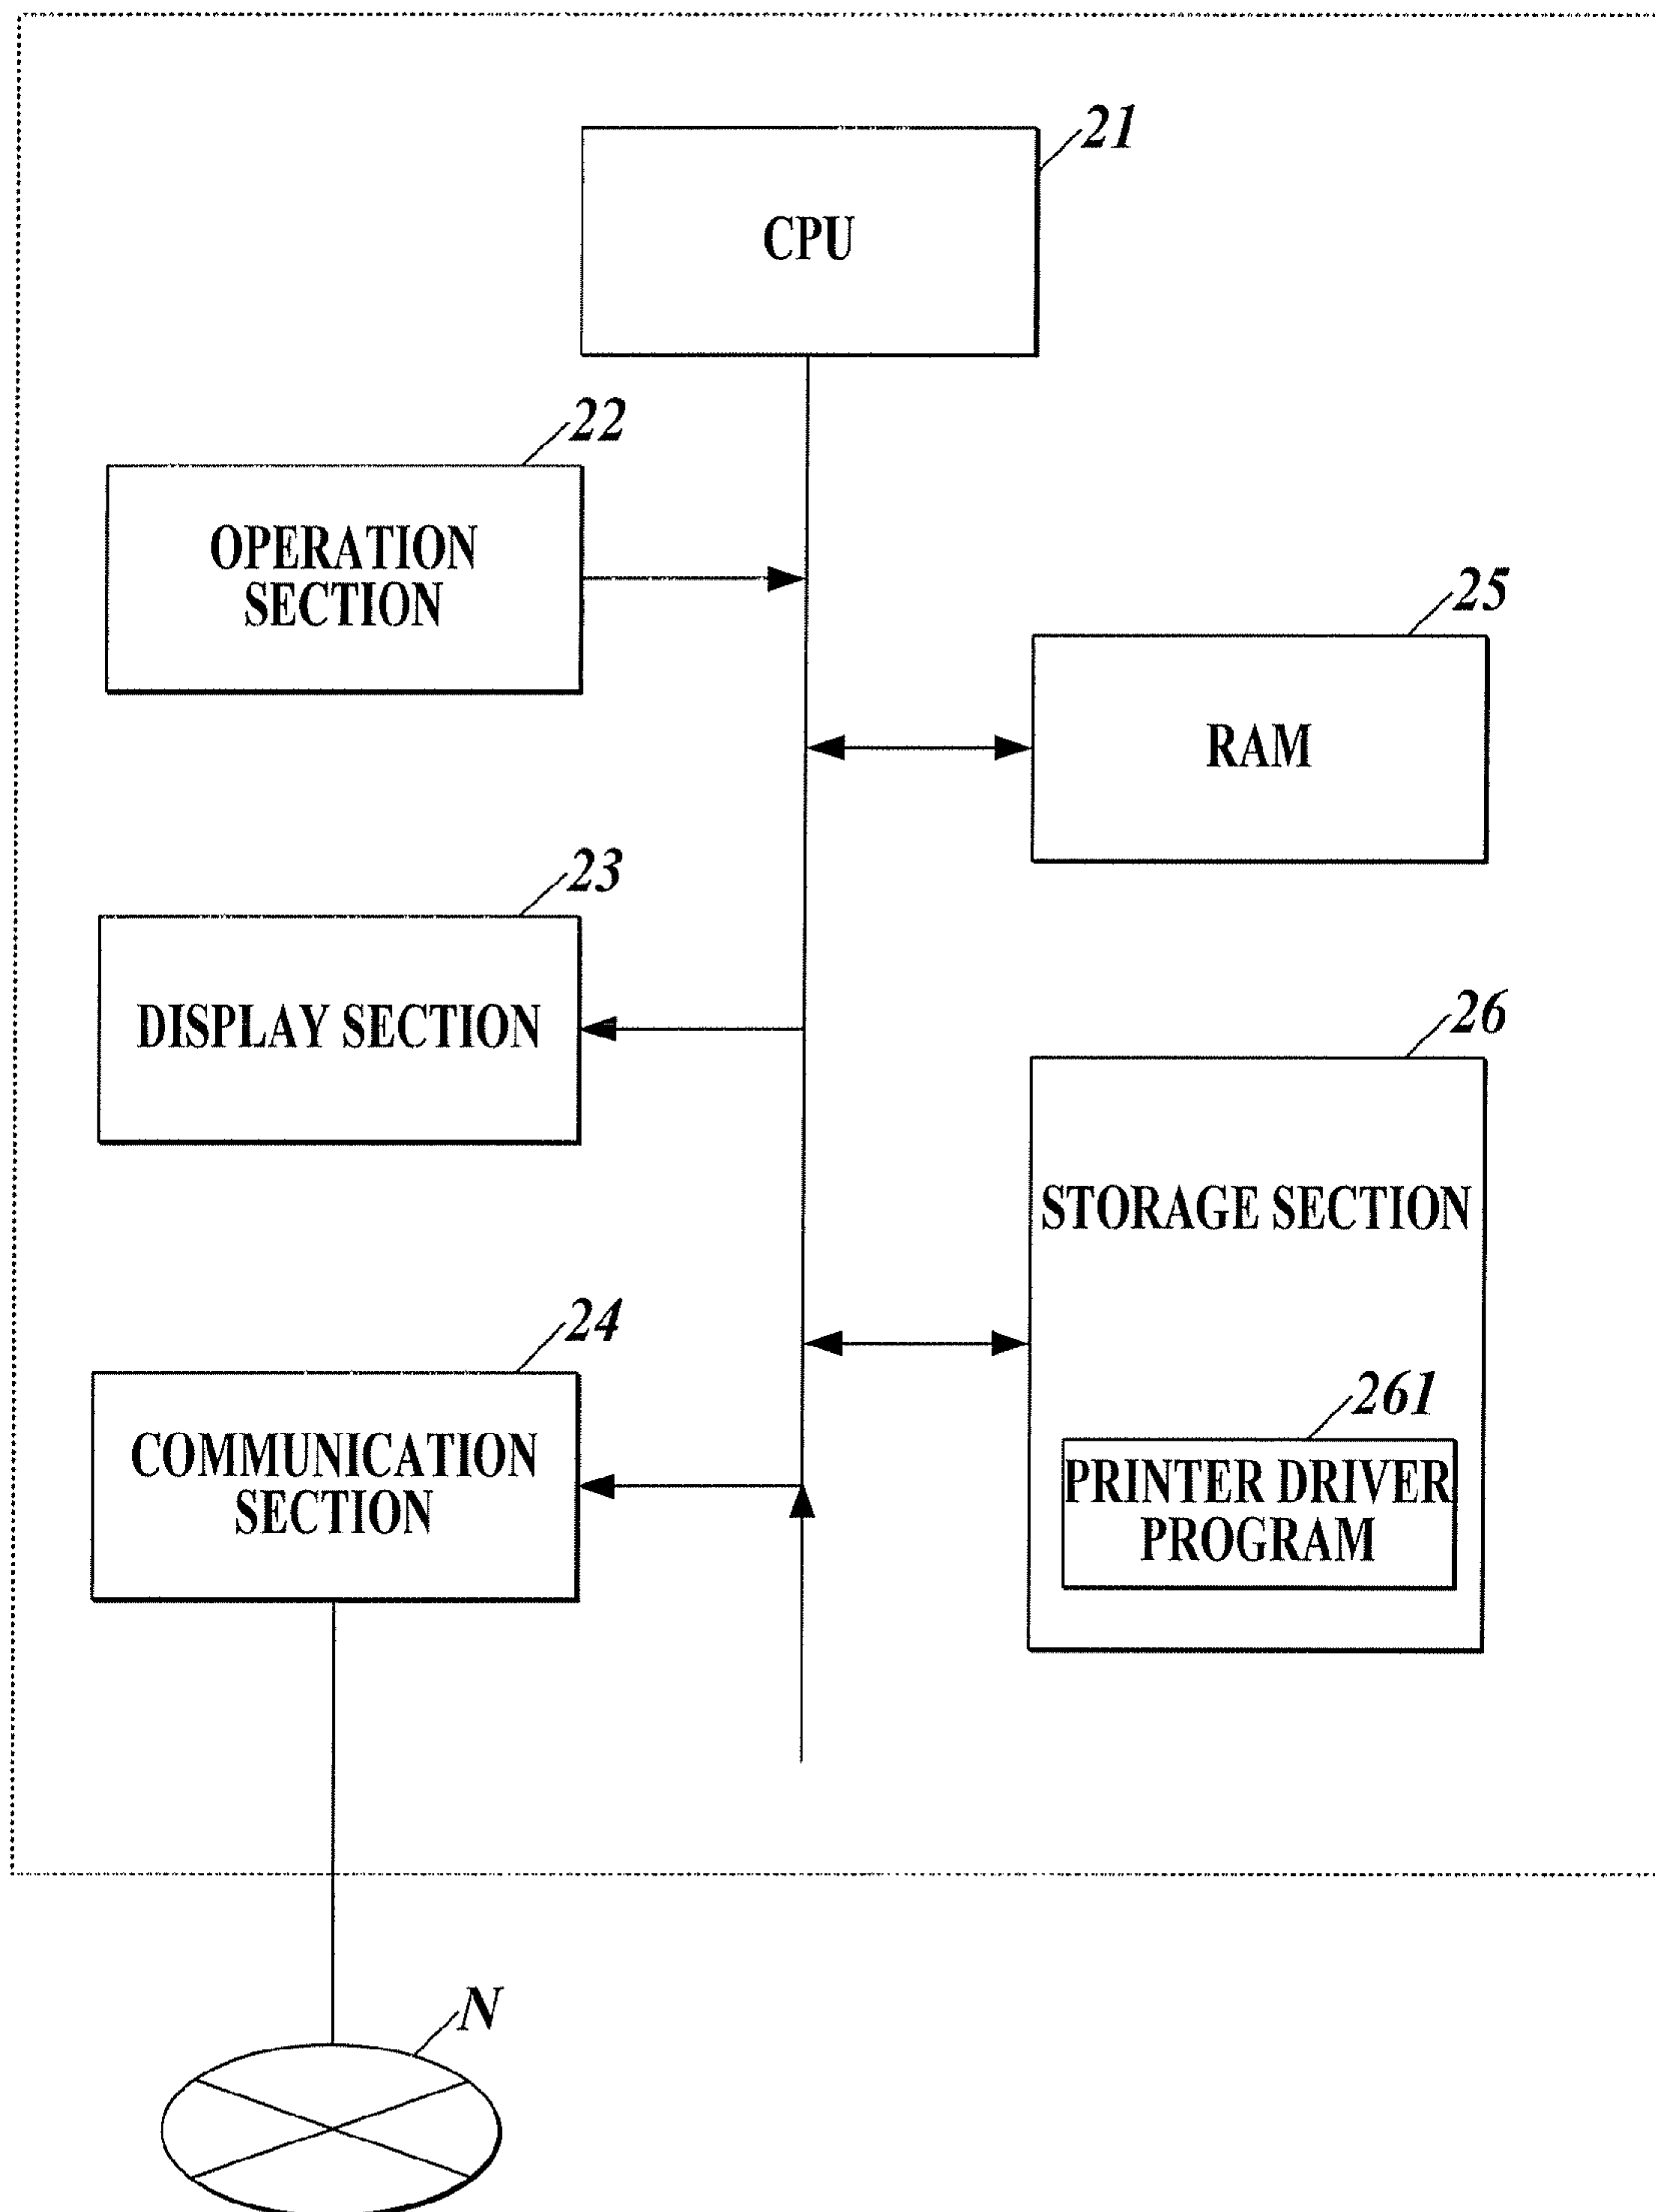 21
CPU
22
OPERATION
SECTION
25
RAM
23
DISPLAY SECTION
26
STORAGE SECTION
24
COMMUNICATION
SECTION
261
PRINTER DRIVER
PROGRAM
N